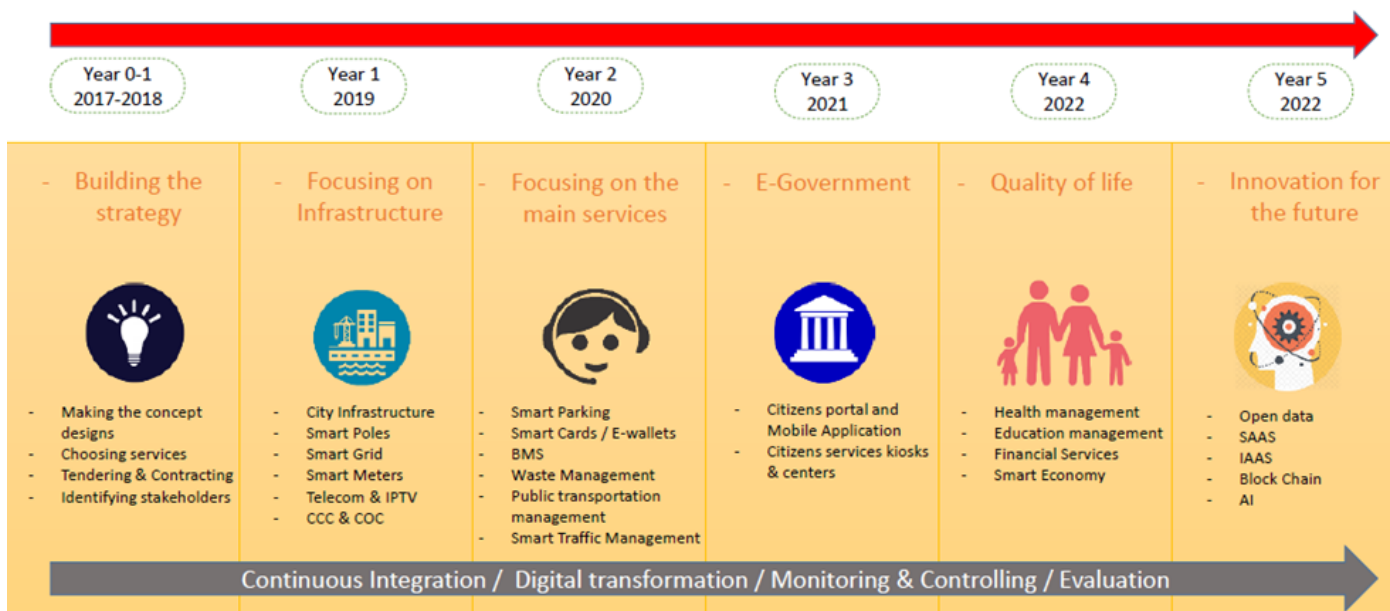 Year 0-1
2017-2018
Year 1
2019
Year 2
2020
Year 3
2021
Year 4
2022
Year 5
2022
- Building the
strategy
- Focusing on
Infrastructure
- Focusing on the
main services
- E-Government
- Quality of life
- Innovation for
the future
- Making the concept
designs
- Choosing services
- Tendering & Contracting
- Identifying stakeholders
- City Infrastructure
- Smart Poles
- Smart Grid
- Smart Meters
- Telecom & IPTV
- CCC & COC
- Smart Parking
- Smart Cards / E-wallets
- BMS
- Waste Management
- Public transportation
management
- Smart Traffic Management
- Citizens portal and
Mobile Application
- Citizens services kiosks
& centers
- Health management
- Education management
- Financial Services
- Smart Economy
- Open data
- SAAS
- IAAS
- Block Chain
- AI
Continuous Integration / Digital transformation / Monitoring & Controlling / Evaluation